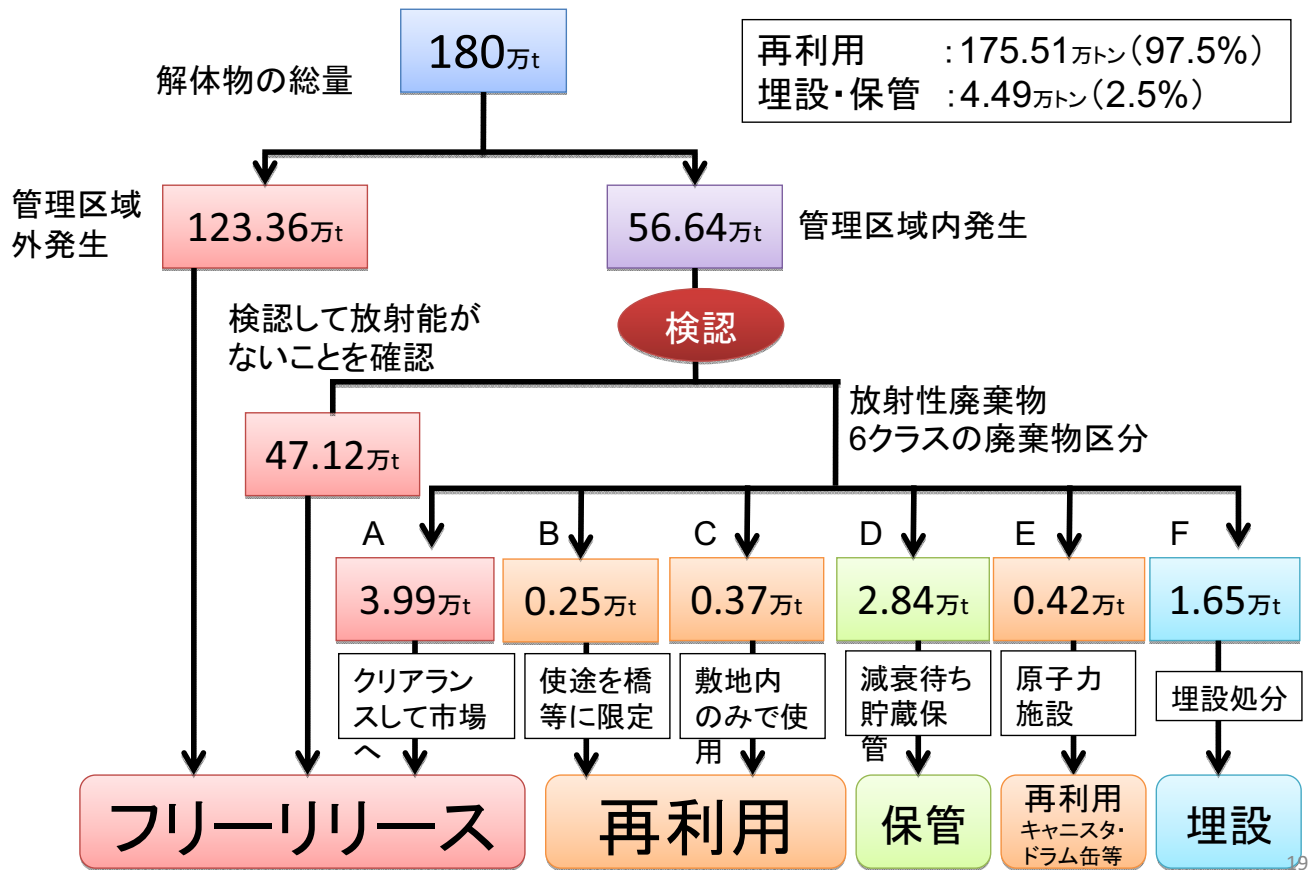 180万t
解体物の総量
再利用 :175.51万トン(97.5%)
埋設・保管 :4.49万トン(2.5%)
管理区域
外発生
123.36万t
56.64万t
管理区域内発生
検認して放射能が
ないことを確認
検認
47.12万t
放射性廃棄物
6クラスの廃棄物区分
A
B
C
D
E
F
3.99万t
0.25万t
0.37万t
2.84万t
0.42万t
1.65万t
クリアラン
スして市場
へ
使途を橋
等に限定
敷地内
のみで使
用
減衰待ち
貯蔵保
管
原子力
施設
埋設処分
フリーリリース
再利用
保管
再利用
キャニスタ・
ドラム缶等
埋設
19